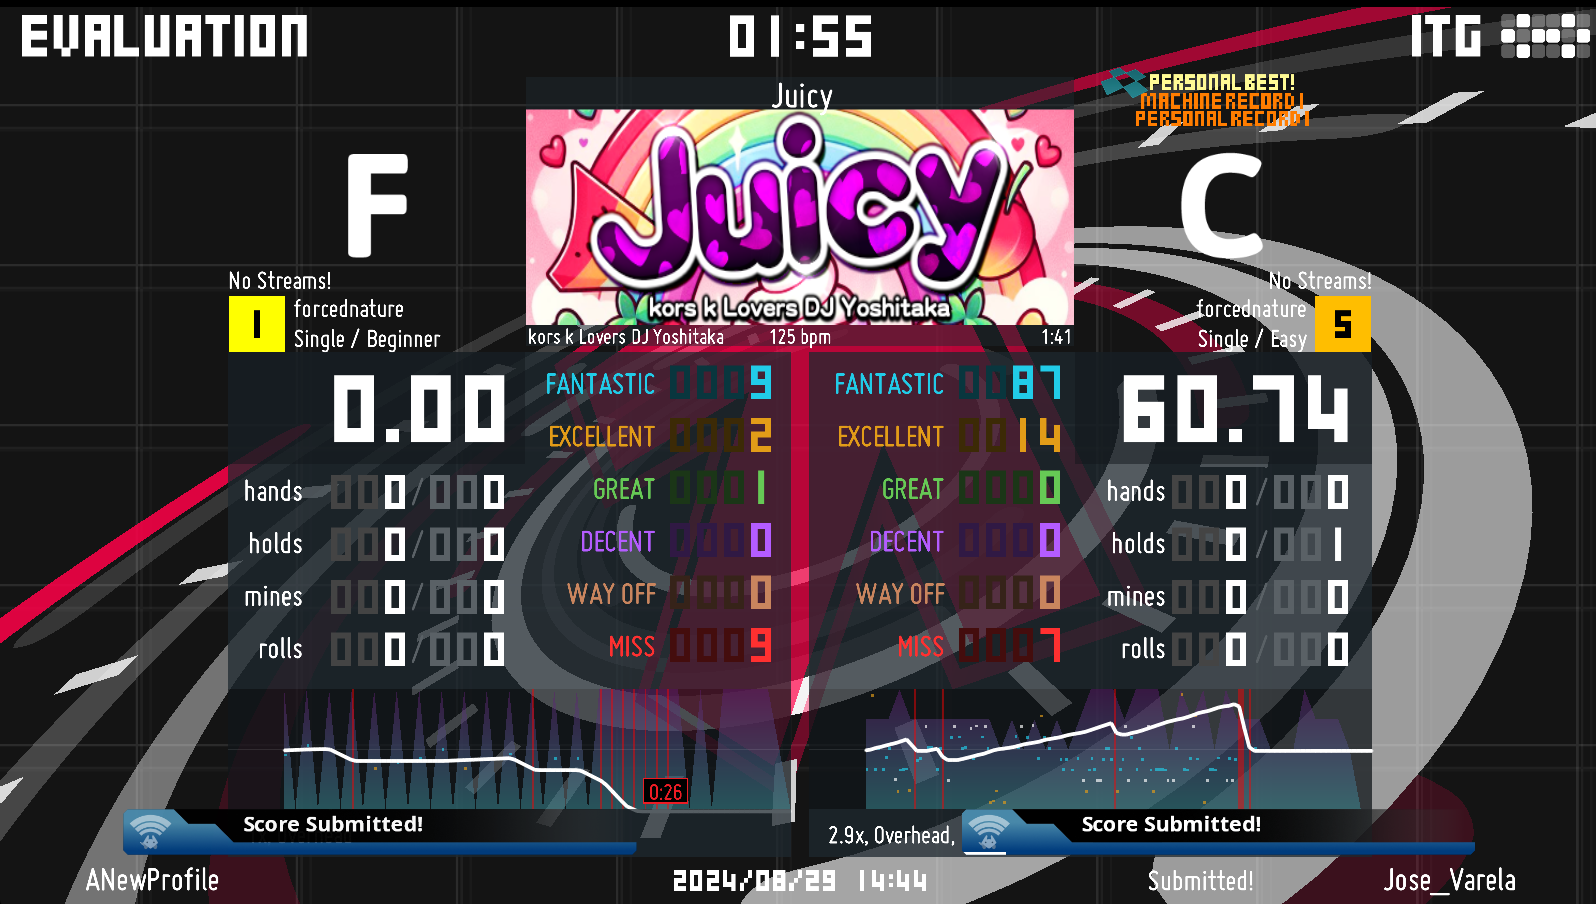 EVALUATION
01:55
ITG
Juicy
PERSONAL BEST!
MACHINE RECORD 1
PERSONAL RECORD 1
F
Juicy
kors k Lovers DJ Yoshitaka
C
No Streams!
1
forcednature
Single / Beginner
kors k Lovers DJ Yoshitaka
125 bpm
1:41
No Streams!
forcednature
Single / Easy
5
0.00
FANTASTIC 0009
EXCELLENT 0002
GREAT 0001
DECENT 0000
WAY OFF 0000
MISS 0009
hands 000/000
holds 000/000
mines 000/000
rolls 000/000
FANTASTIC 0087
EXCELLENT 0014
GREAT 0000
DECENT 0000
WAY OFF 0000
MISS 0007
60.74
hands 000/000
holds 000/001
mines 000/000
rolls 000/000
0:26
Score Submitted!
2.9x, Overhead,
Score Submitted!
ANewProfile
2024/08/29 14:44
Submitted!
Jose_Varela